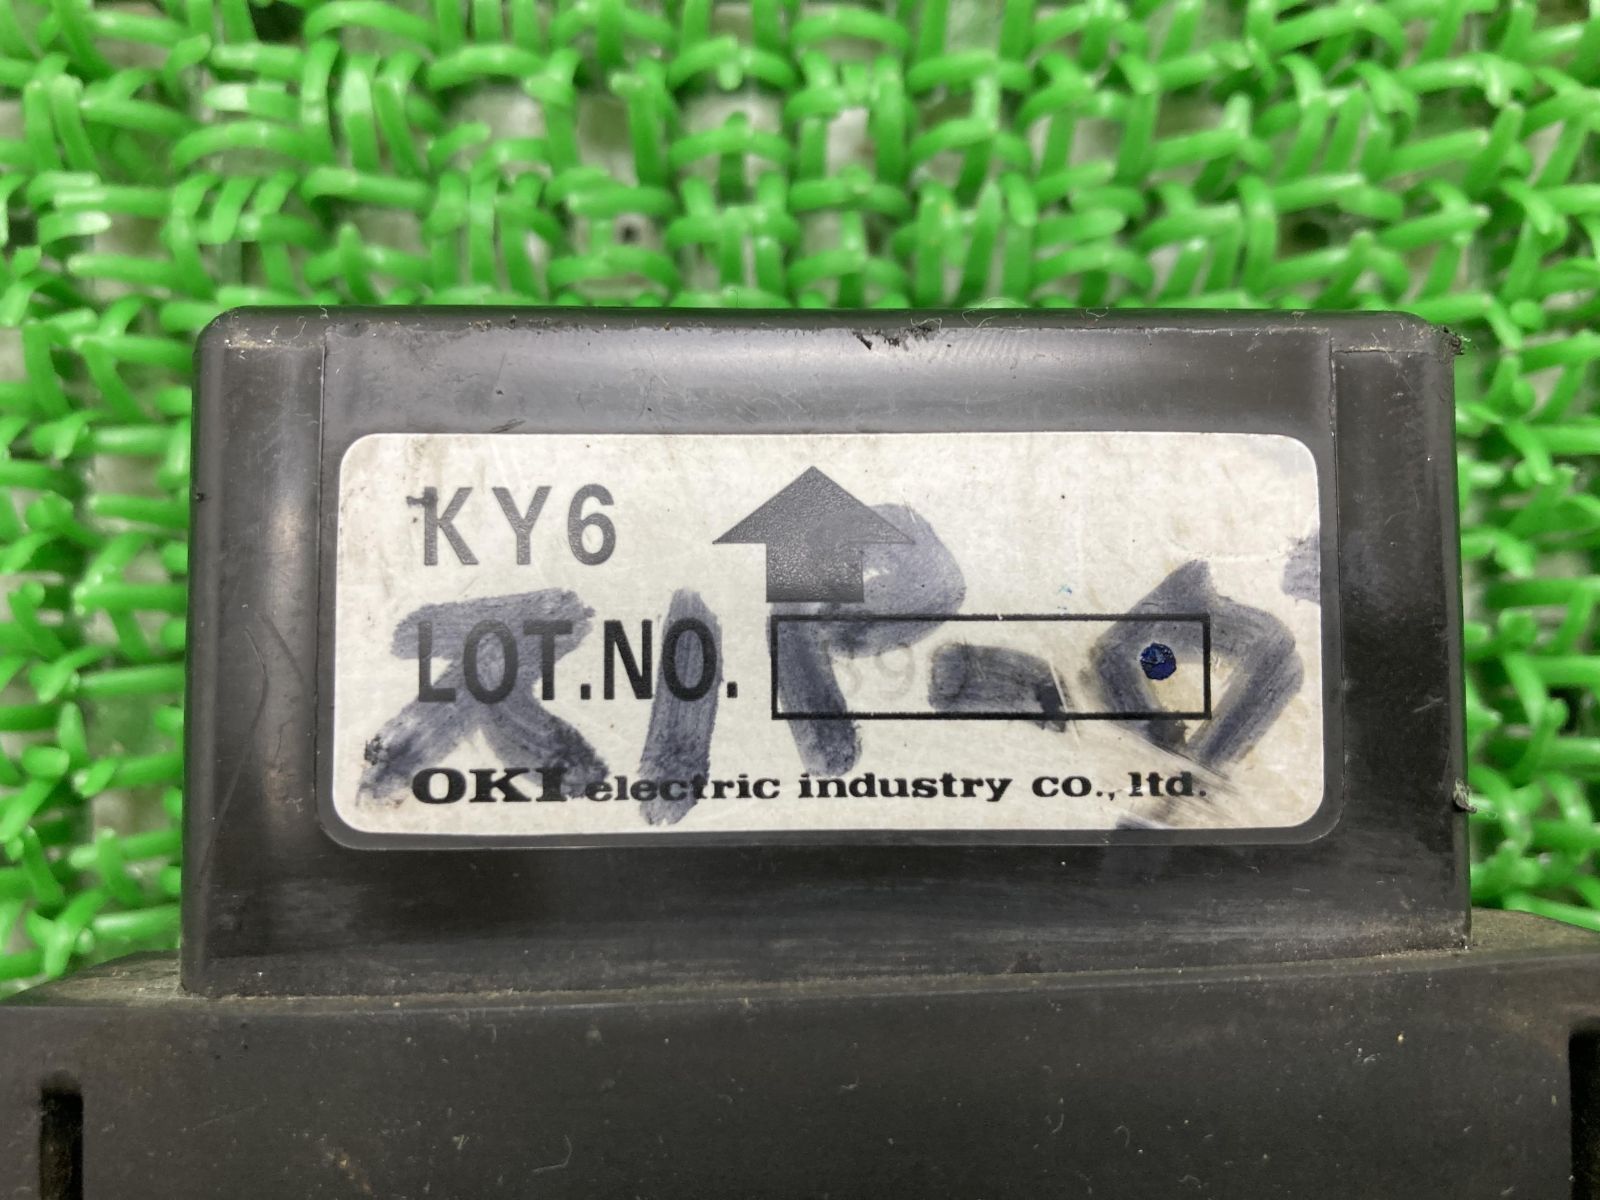 KY6
LOT.NO.
OKI electric industry co., ltd.